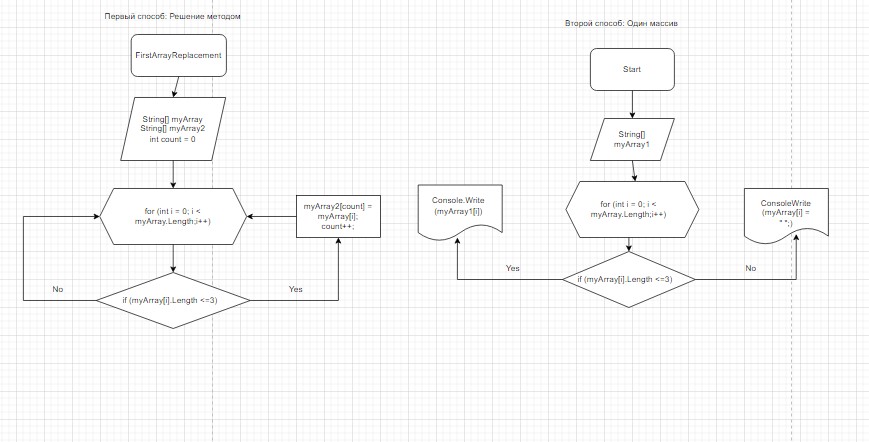 Первый способ: Решение методом
FirstArrayReplacement
String[] myArray
String[] myArray2
int count = 0
for (int i = 0; i <
myArray.Length;i++)
myArray2[count] =
myArray[i];
count++;
No
if (myArray[i].Length <=3)
Yes
Второй способ: Один массив
Start
String[]
myArray1
Console.Write
(myArray1[i])
for (int i = 0; i <
myArray.Length;i++)
ConsoleWrite
(myArray[i] =
" ";)
Yes
if (myArray[i].Length <=3)
No